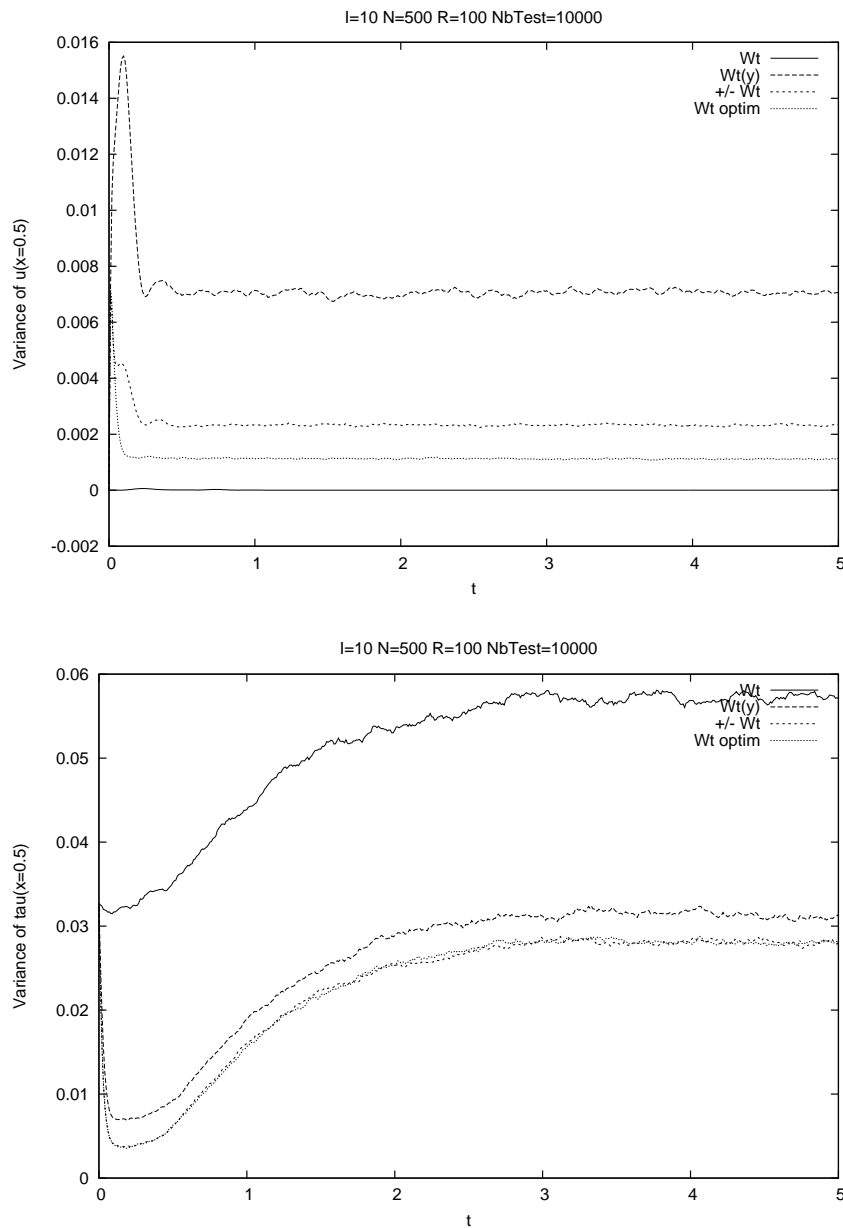 I=10 N=500 R=100 NbTest=10000
0.016
0.014
0.012
0.01
0.008
0.006
0.004
0.002
0
-0.002
Variance of u(x=0.5)
Wt
Wt(y)
+/- Wt
Wt optim
0 1 2 3 4 5
t
I=10 N=500 R=100 NbTest=10000
0.06
0.05
0.04
0.03
0.02
0.01
0
Variance of tau(x=0.5)
Wt
Wt(y)
+/- Wt
Wt optim
0 1 2 3 4 5
t